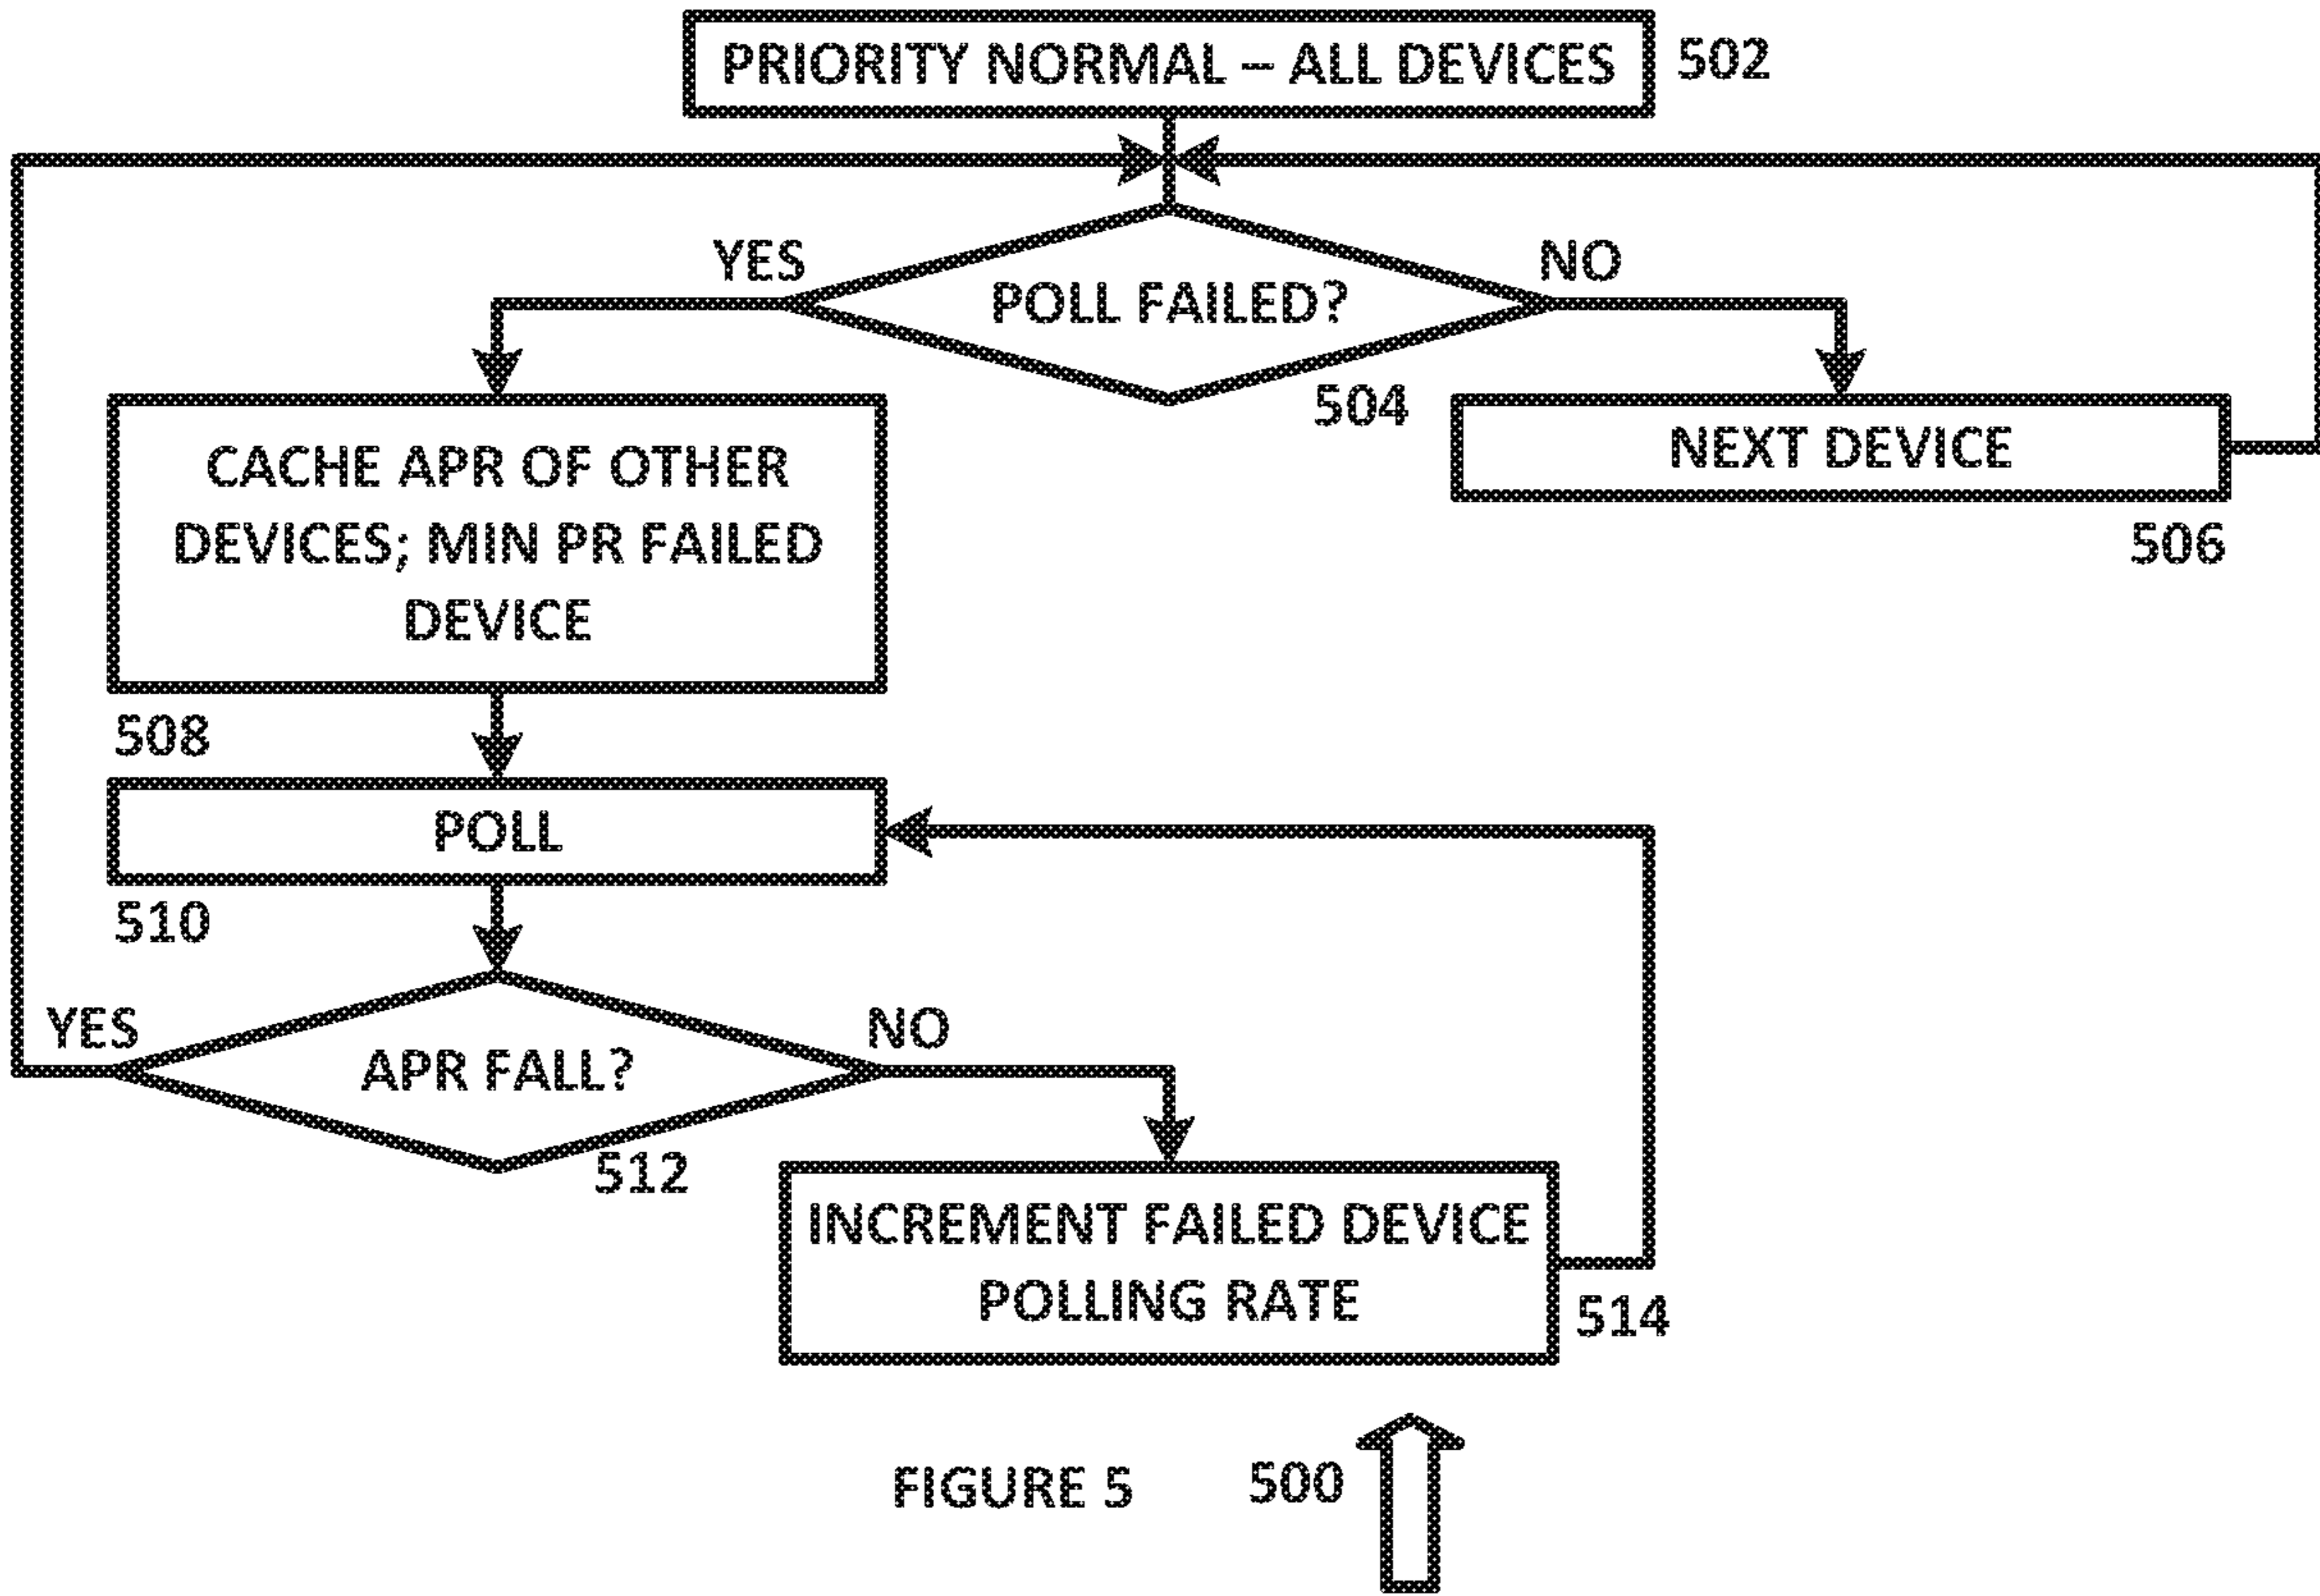 PRIORITY NORMAL – ALL DEVICES
502
YES
NO
POLL FAILED?
504
NEXT DEVICE
506
CACHE APR OF OTHER
DEVICES; MIN PR FAILED
DEVICE
508
POLL
510
YES
NO
APR FALL?
512
INCREMENT FAILED DEVICE
POLLING RATE
514
FIGURE 5
500